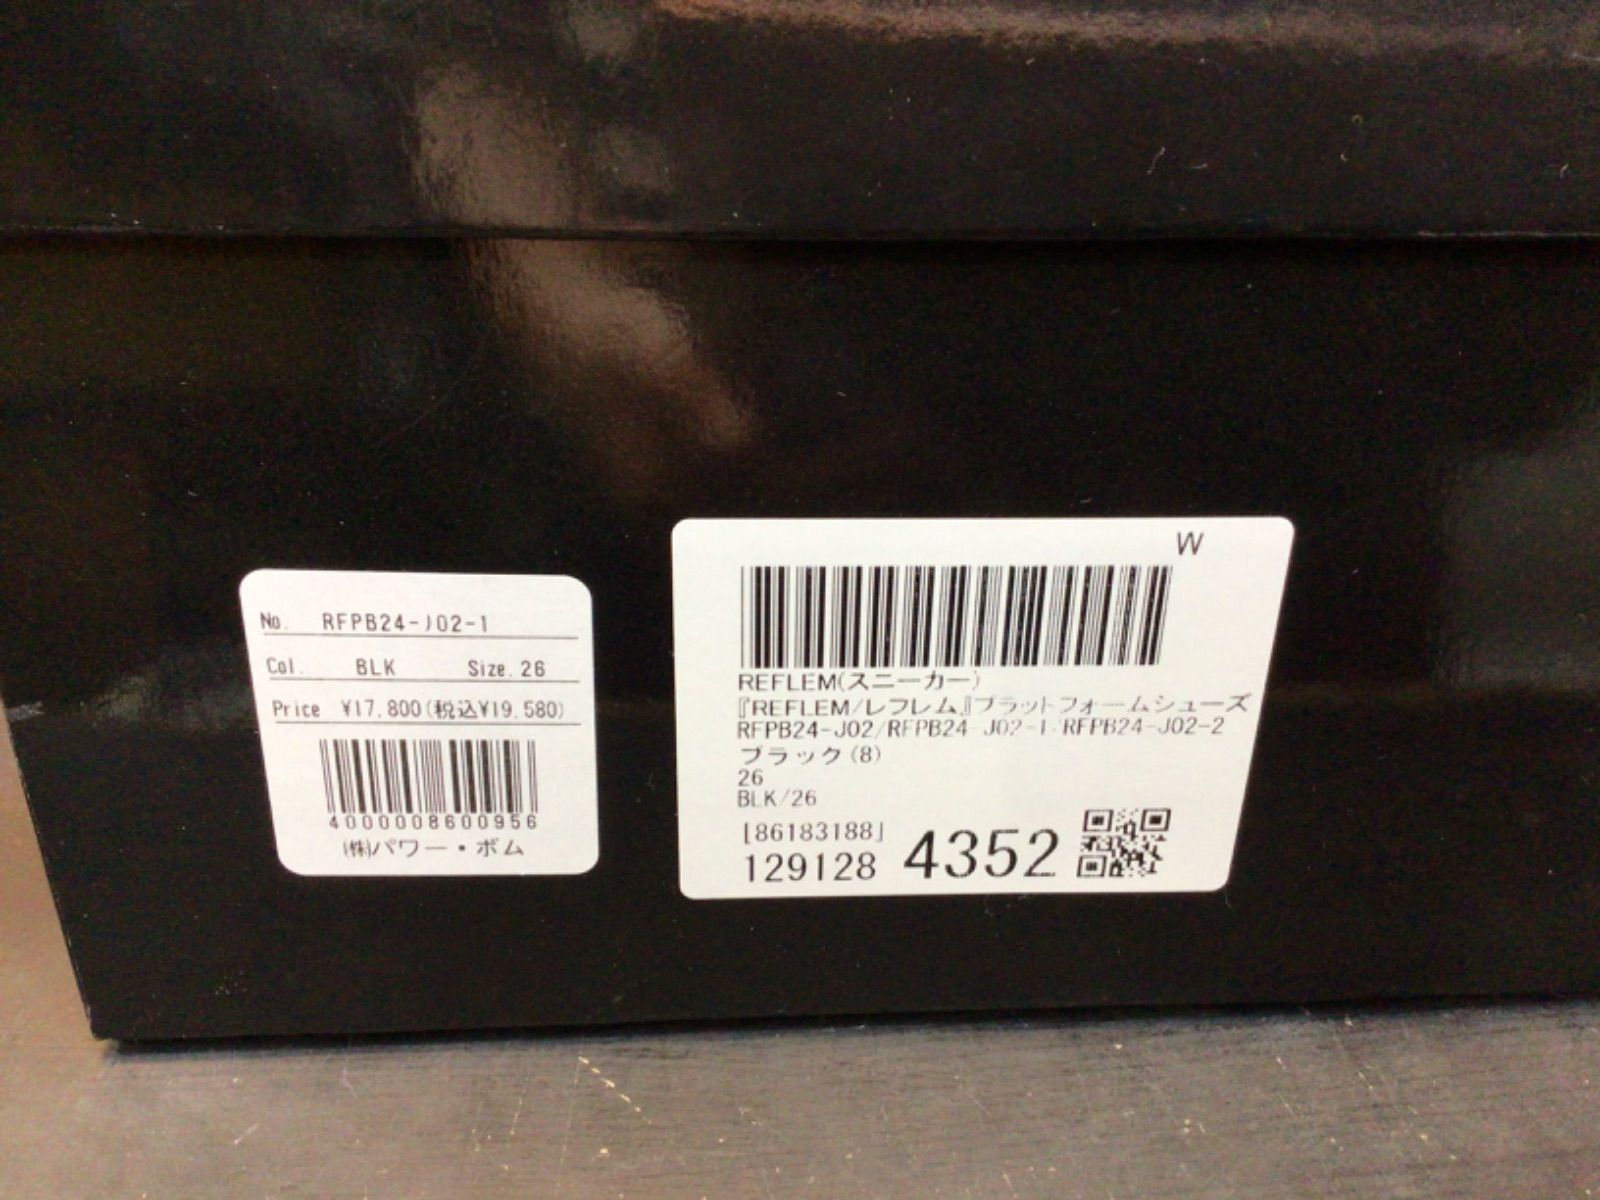 No. RFPB24-J02-1
Col. BLK Size. 26
Price ¥17,800(税込¥19,580)
4000008600956
㈱パワー・ボム
W
REFLEM(スニーカー)
『REFLEM/レフレム』プラットフォームシューズ
RFPB24-J02/RFPB24-J02-1/RFPB24-J02-2
ブラック(8)
26
BLK/26
[86183188]
129128 4352